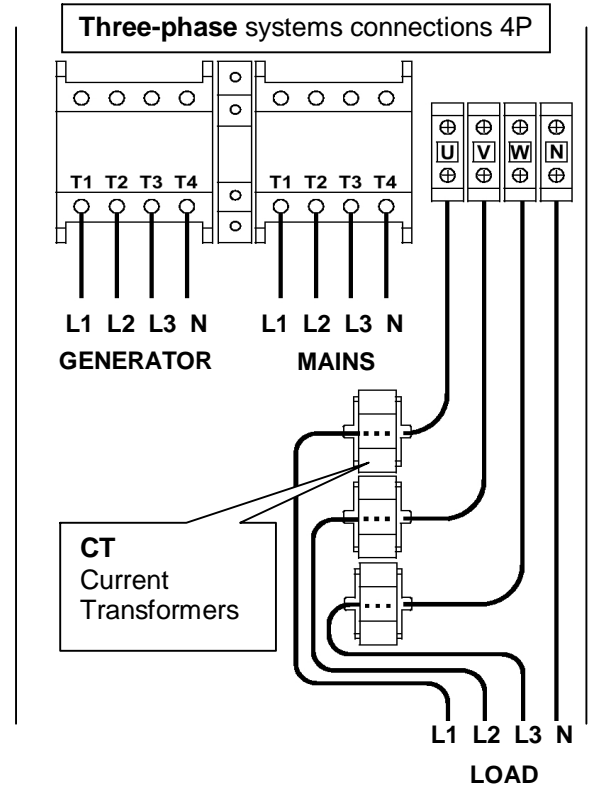 Three-phase systems connections 4P
U V W N
T1 T2 T3 T4 T1 T2 T3 T4
L1 L2 L3 N L1 L2 L3 N
GENERATOR MAINS
CT
Current
Transformers
L1 L2 L3 N
LOAD